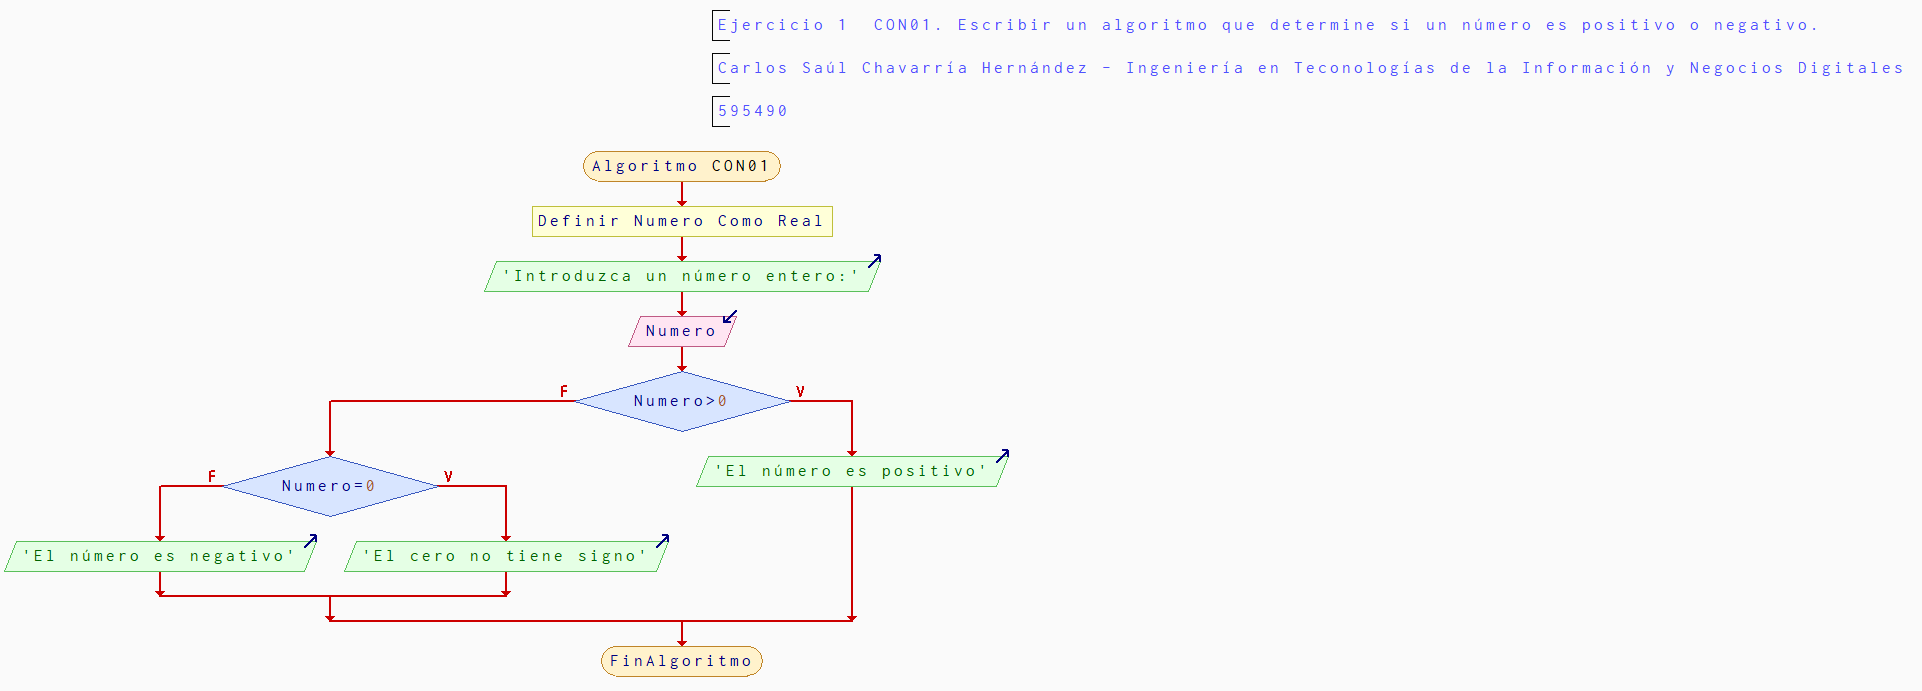 Ejercicio 1  CON01. Escribir un algoritmo que determine si un número es positivo o negativo.
Carlos Saúl Chavarría Hernández – Ingeniería en Teconologías de la Información y Negocios Digitales
595490
Algoritmo CON01
Definir Numero Como Real
'Introduzca un número entero:'
Numero
F
V
Numero>0
'El número es positivo'
F
V
Numero=0
'El número es negativo'
'El cero no tiene signo'
FinAlgoritmo